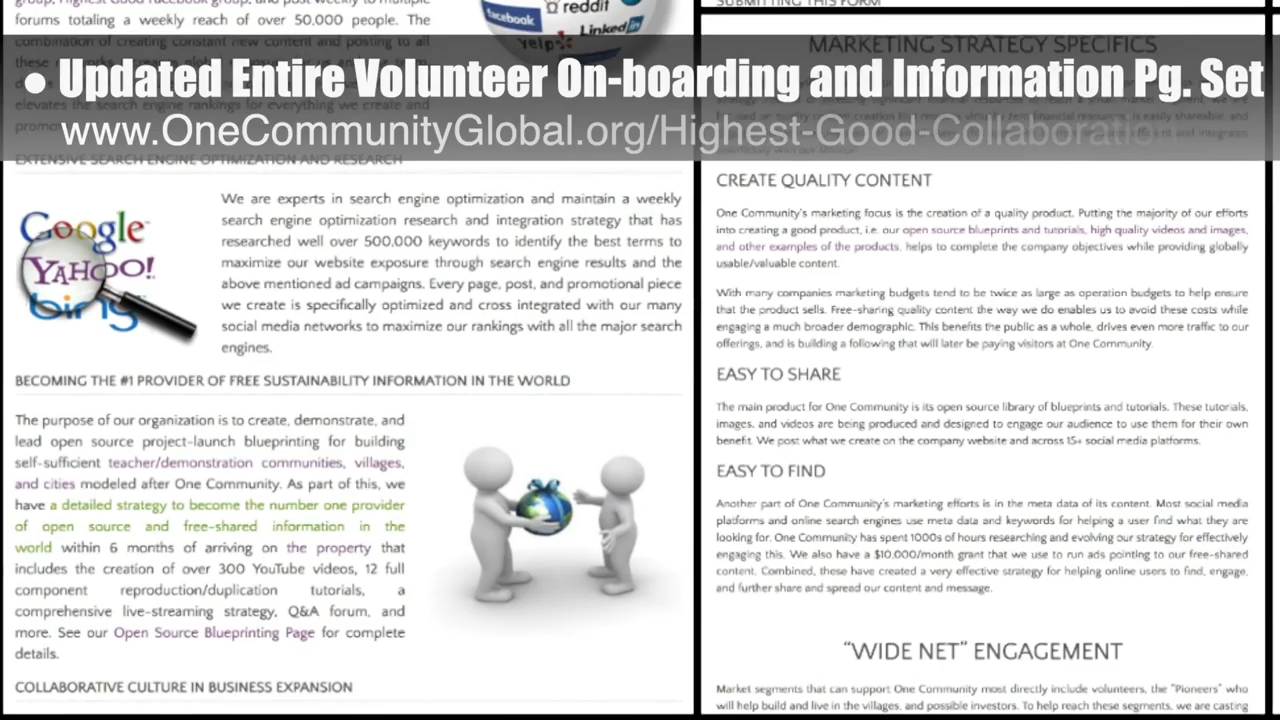 group, Highest Good Facebook group, and post weekly to multiple
forums totaling a weekly reach of over 50,000 people. The
combination of creating constant new content and posting to all
these
elevates the search engine rankings for everything we create and
facebook
reddit
LinkedIn
Yelp
SUBMITTING THIS FORM
MARKETING STRATEGY SPECIFICS
• Updated Entire Volunteer On-boarding and Information Pg. Set
www.OneCommunityGlobal.org/Highest-Good-Collaboratio
EXTENSIVE SEARCH ENGINE OPTIMIZATION AND RESEARCH
Google
YAHOO!
bing
We are experts in search engine optimization and maintain a weekly
search engine optimization research and integration strategy that has
researched well over 500,000 keywords to identify the best terms to
maximize our website exposure through search engine results and the
above mentioned ad campaigns. Every page, post, and promotional piece
we create is specifically optimized and cross integrated with our many
social media networks to maximize our rankings with all the major search
engines.
BECOMING THE #1 PROVIDER OF FREE SUSTAINABILITY INFORMATION IN THE WORLD
The purpose of our organization is to create, demonstrate, and
lead open source project-launch blueprinting for building
self-sufficient teacher/demonstration communities, villages,
and cities modeled after One Community. As part of this, we
have a detailed strategy to become the number one provider
of open source and free-shared information in the
world within 6 months of arriving on the property that
includes the creation of over 300 YouTube videos, 12 full
component reproduction/duplication tutorials, a
comprehensive live-streaming strategy, Q&A forum, and
more. See our Open Source Blueprinting Page for complete
details.
COLLABORATIVE CULTURE IN BUSINESS EXPANSION
CREATE QUALITY CONTENT
One Community's marketing focus is the creation of a quality product. Putting the majority of our efforts
into creating a good product, i.e. our open source blueprints and tutorials, high quality videos and images,
and other examples of the products, helps to complete the company objectives while providing globally
usable/valuable content.
With many companies marketing budgets tend to be twice as large as operation budgets to help ensure
that the product sells. Free-sharing quality content the way we do enables us to avoid these costs while
engaging a much broader demographic. This benefits the public as a whole, drives even more traffic to our
offerings, and is building a following that will later be paying visitors at One Community.
EASY TO SHARE
The main product for One Community is its open source library of blueprints and tutorials. These tutorials,
images, and videos are being produced and designed to engage our audience to use them for their own
benefit. We post what we create on the company website and across 15+ social media platforms.
EASY TO FIND
Another part of One Community's marketing efforts is in the meta data of its content. Most social media
platforms and online search engines use meta data and keywords for helping a user find what they are
looking for. One Community has spent 1000s of hours researching and evolving our strategy for effectively
engaging this. We also have a $10,000/month grant that we use to run ads pointing to our free-shared
content. Combined, these have created a very effective strategy for helping online users to find, engage,
and further share and spread our content and message.
“WIDE NET” ENGAGEMENT
Market segments that can support One Community most directly include volunteers, the “Pioneers” who
will help build and live in the villages, and possible investors. To help reach these segments, we are casting